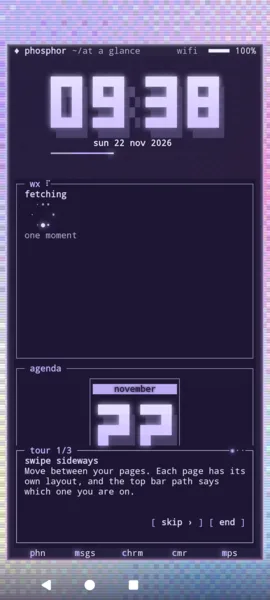 ♦ phosphor ~/at a glance wifi 100%
09:38
sun 22 nov 2026
wx
fetching
one moment
agenda
november
22
tour 1/3
swipe sideways
Move between your pages. Each page has its
own layout, and the top bar path says
which one you are on.
[ skip › ] [ end ]
phn msgs chrm cmr mps